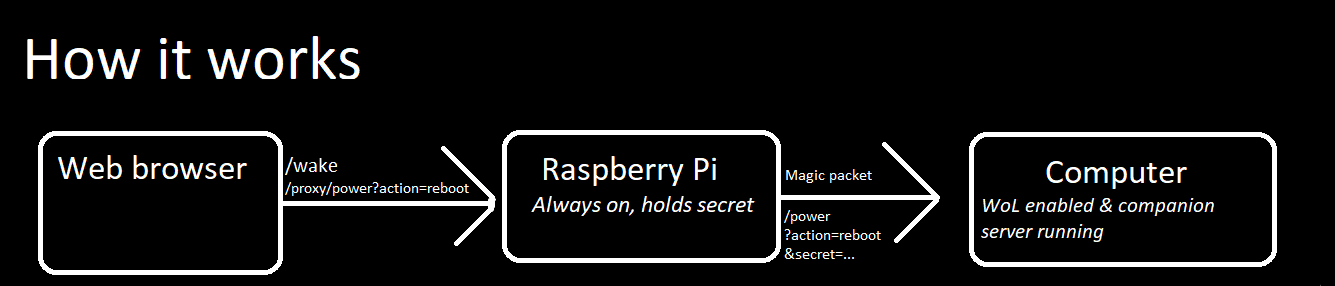 How it works
Web browser
/wake
/proxy/power?action=reboot
Raspberry Pi
Always on, holds secret
Magic packet
/power
?action=reboot
&secret=...
Computer
WoL enabled & companion
server running